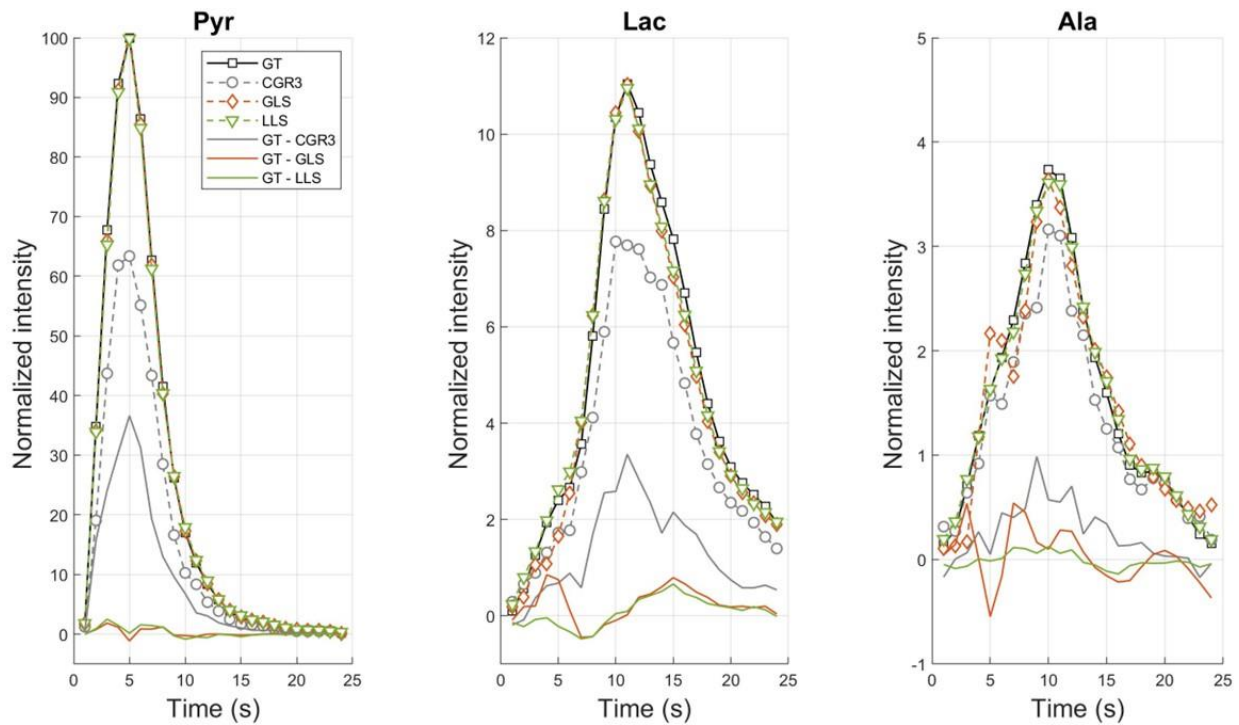 Pyr
Normalized intensity
100
90
80
70
60
50
40
30
20
10
0
0 5 10 15 20 25
Time (s)
GT
CGR3
GLS
LLS
GT - CGR3
GT - GLS
GT - LLS
Lac
Normalized intensity
12
10
8
6
4
2
0
0 5 10 15 20 25
Time (s)
Ala
Normalized intensity
5
4
3
2
1
0
-1
0 5 10 15 20 25
Time (s)